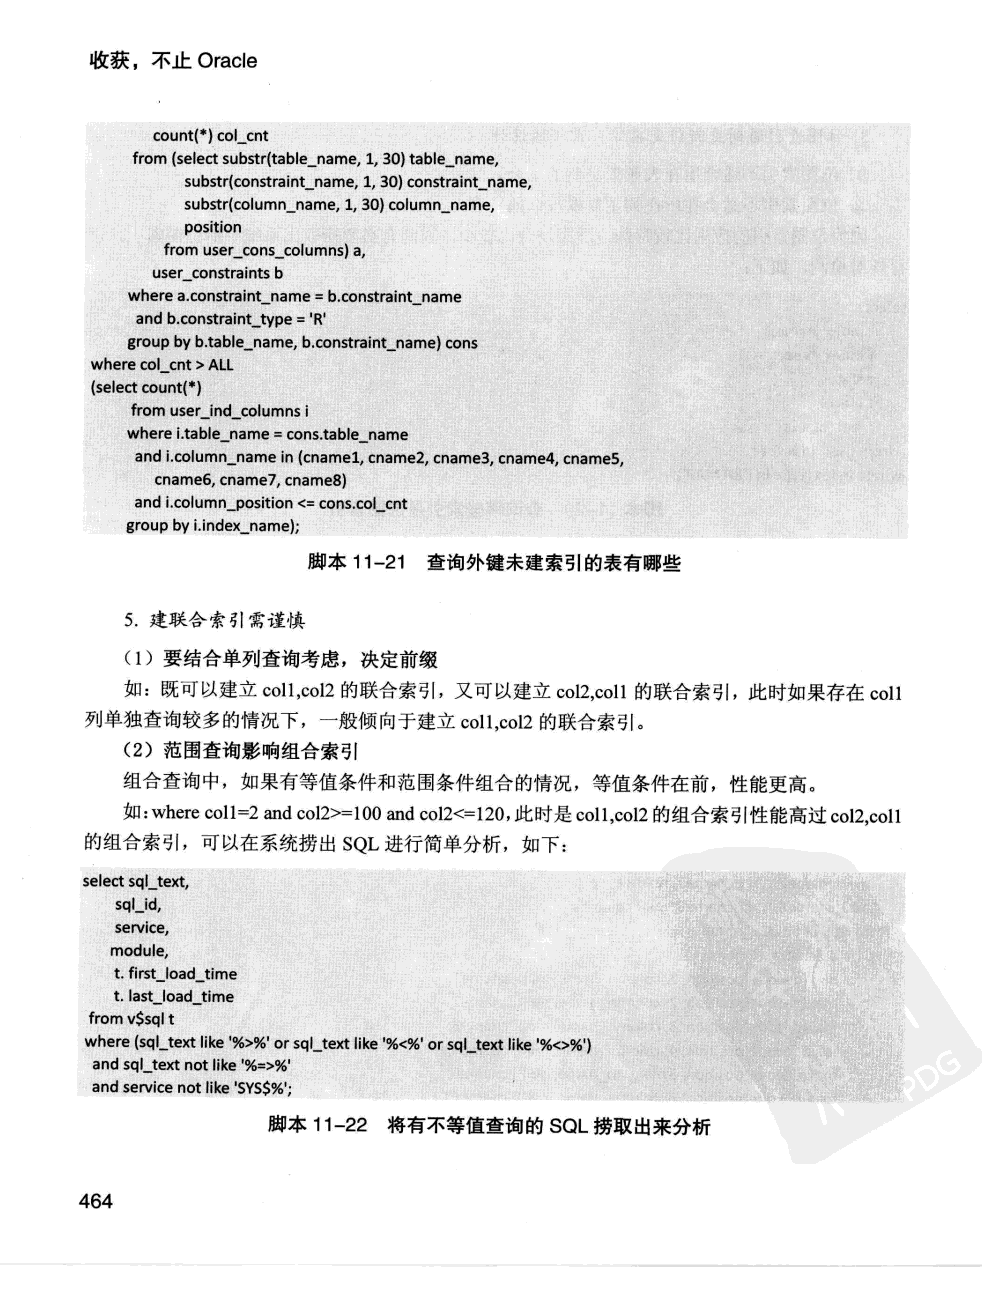 收获，不止 Oracle
count(*) col_cnt
from (select substr(table_name, 1, 30) table_name,
substr(constraint_name, 1, 30) constraint_name,
substr(column_name, 1, 30) column_name,
position
from user_cons_columns) a,
user_constraints b
where a.constraint_name = b.constraint_name
and b.constraint_type = 'R'
group by b.table_name, b.constraint_name) cons
where col_cnt > ALL
(select count(*)
from user_ind_columns i
where i.table_name = cons.table_name
and i.column_name in (cname1, cname2, cname3, cname4, cname5,
cname6, cname7, cname8)
and i.column_position <= cons.col_cnt
group by i.index_name);
脚本 11-21 查询外键未建索引的表有哪些
5. 建联合索引需谨慎
（1）要结合单列查询考虑，决定前缀
如：既可以建立 col1,col2 的联合索引，又可以建立 col2,col1 的联合索引，此时如果存在 col1
列单独查询较多的情况下，一般倾向于建立 col1,col2 的联合索引。
（2）范围查询影响组合索引
组合查询中，如果有等值条件和范围条件组合的情况，等值条件在前，性能更高。
如：where col1=2 and col2>=100 and col2<=120，此时是 col1,col2 的组合索引性能高过 col2,col1
的组合索引，可以在系统捞出 SQL 进行简单分析，如下：
select sql_text,
sql_id,
service,
module,
t. first_load_time
t. last_load_time
from v$sql t
where (sql_text like '%>%' or sql_text like '%<%' or sql_text like '%<>%')
and sql_text not like '%=>%'
and service not like 'SYS$%';
脚本 11-22 将有不等值查询的 SQL 捞取出来分析
464